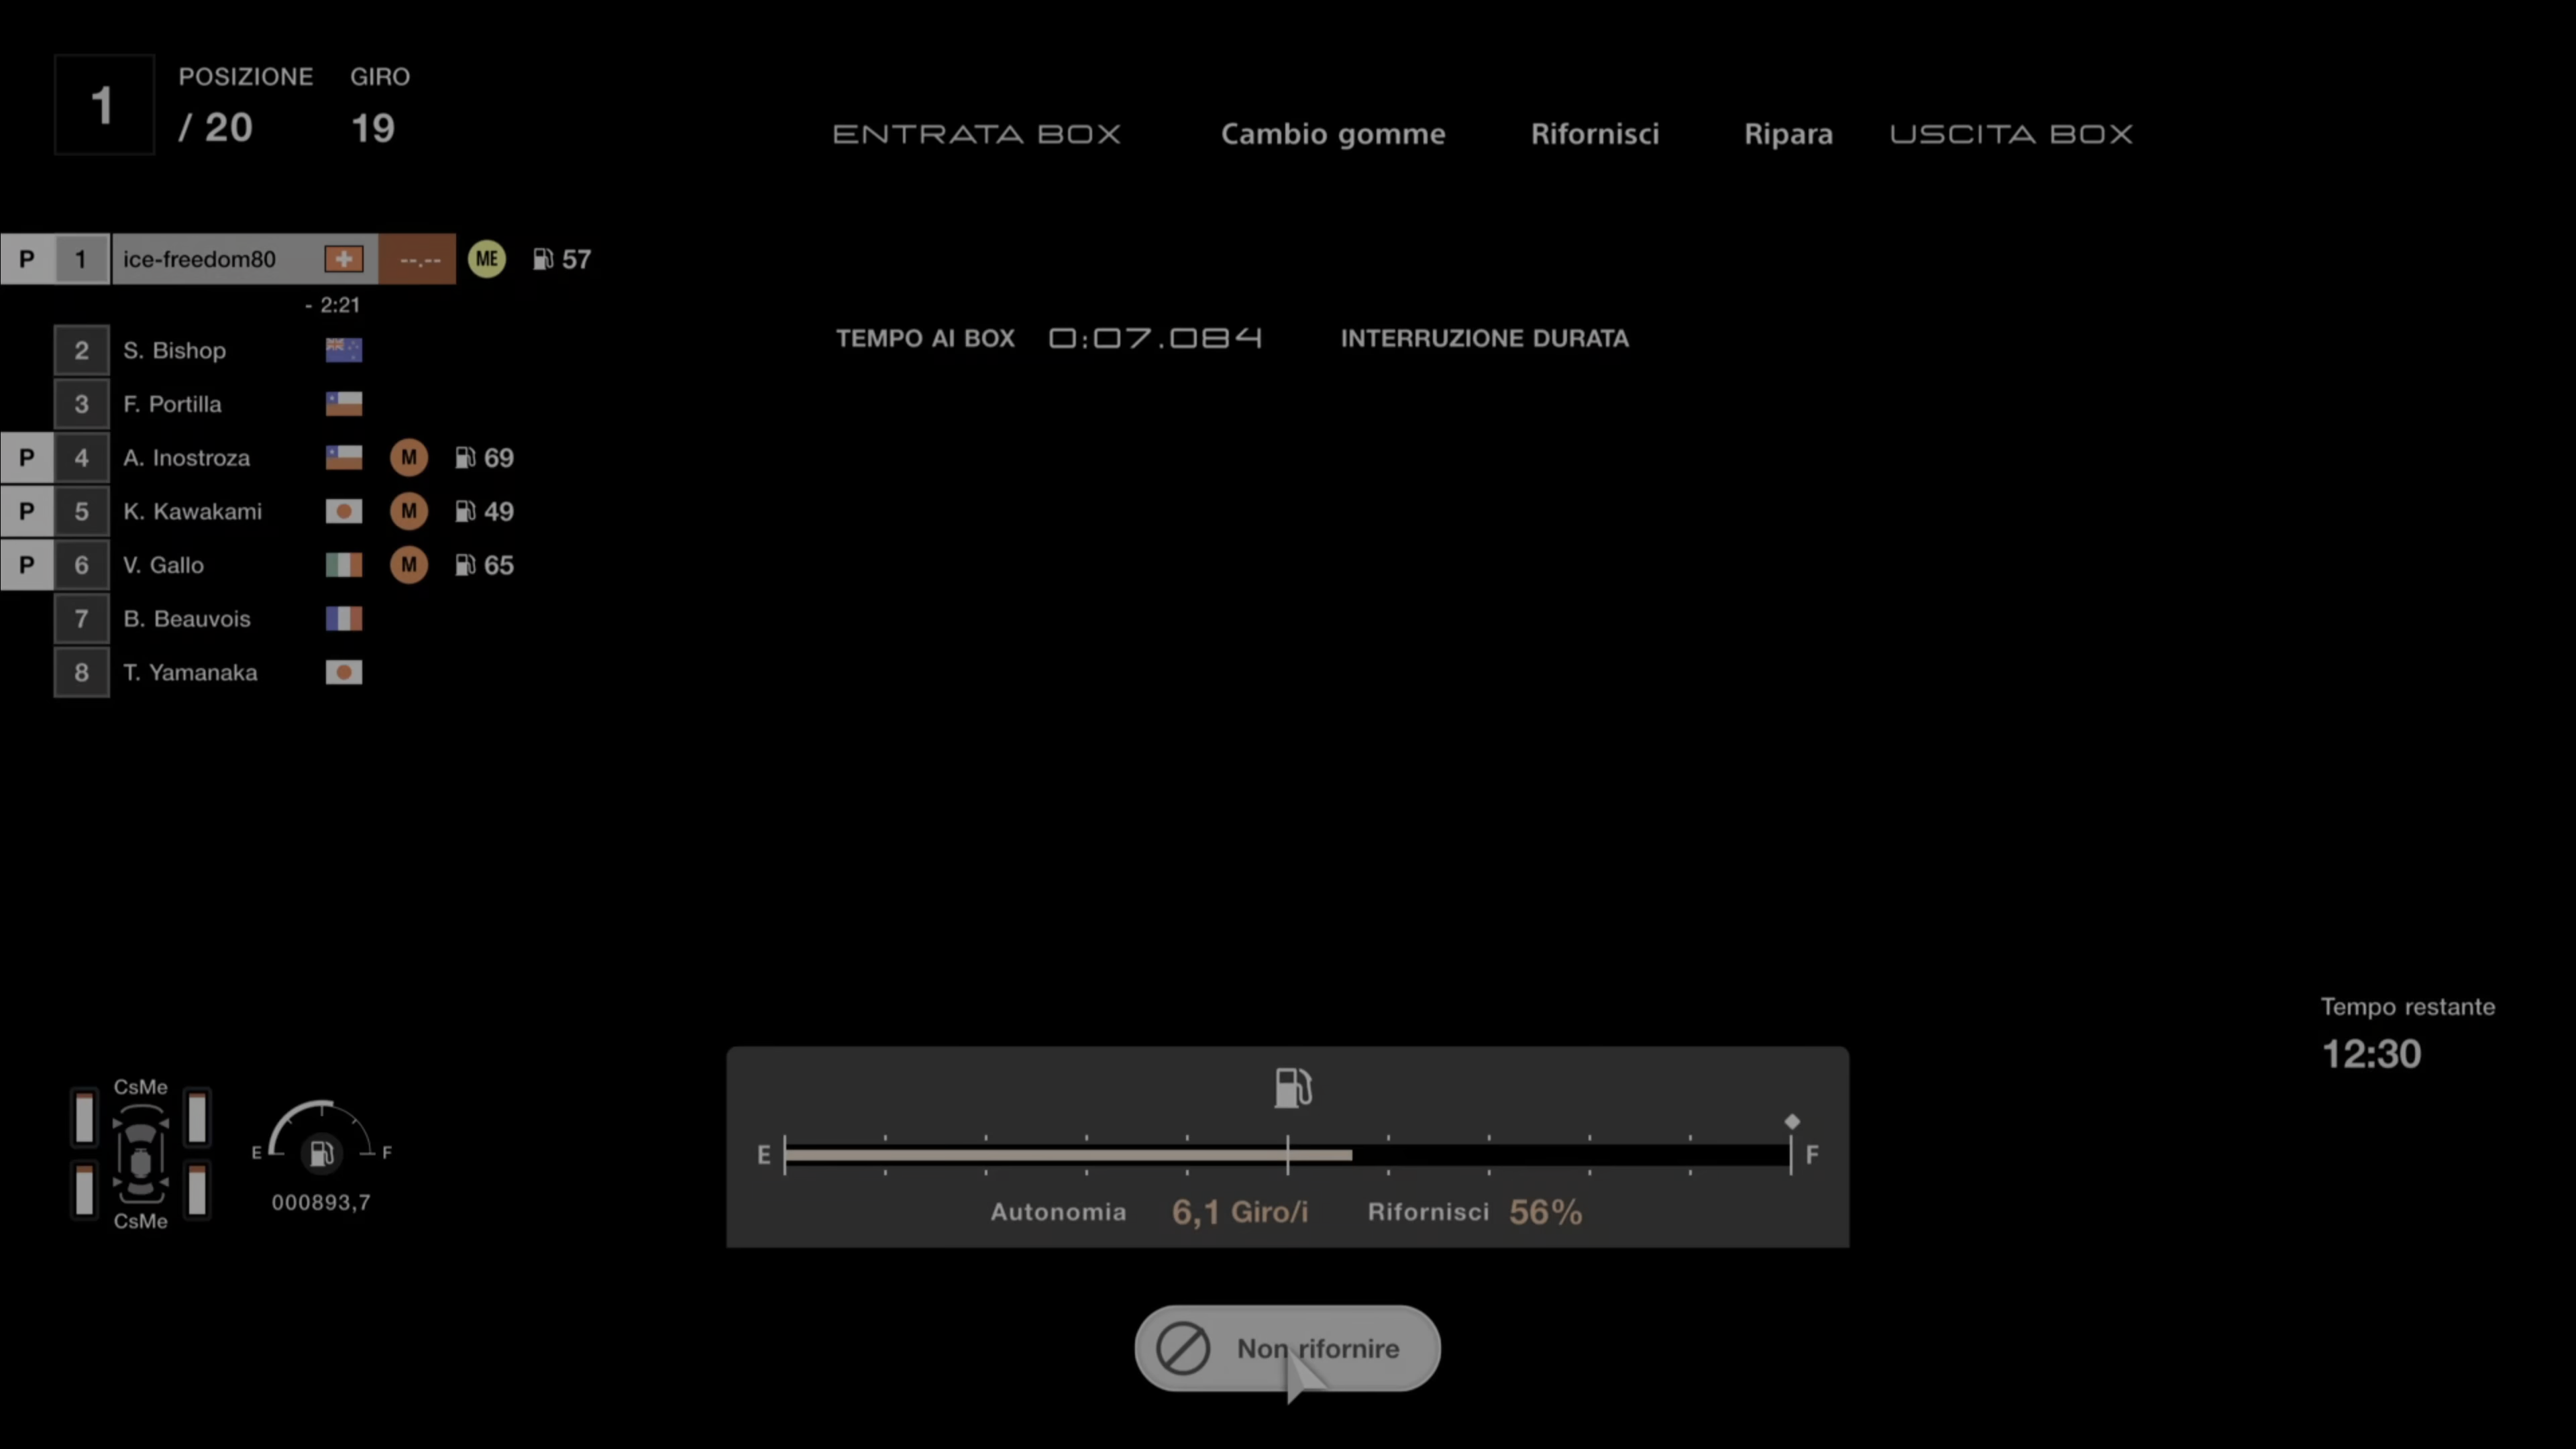 1 POSIZIONE GIRO
/ 20 19
ENTRATA BOX Cambio gomme Rifornisci Ripara USCITA BOX
P 1 ice-freedom80 --.-- ME 57
- 2:21
TEMPO AI BOX 0:07.084 INTERRUZIONE DURATA
2 S. Bishop
3 F. Portilla
P 4 A. Inostroza M 69
P 5 K. Kawakami M 49
P 6 V. Gallo M 65
7 B. Beauvois
8 T. Yamanaka
Tempo restante
12:30
CsMe
E F
000893,7
CsMe
E F
Autonomia 6,1 Giro/i Rifornisci 56%
Non rifornire